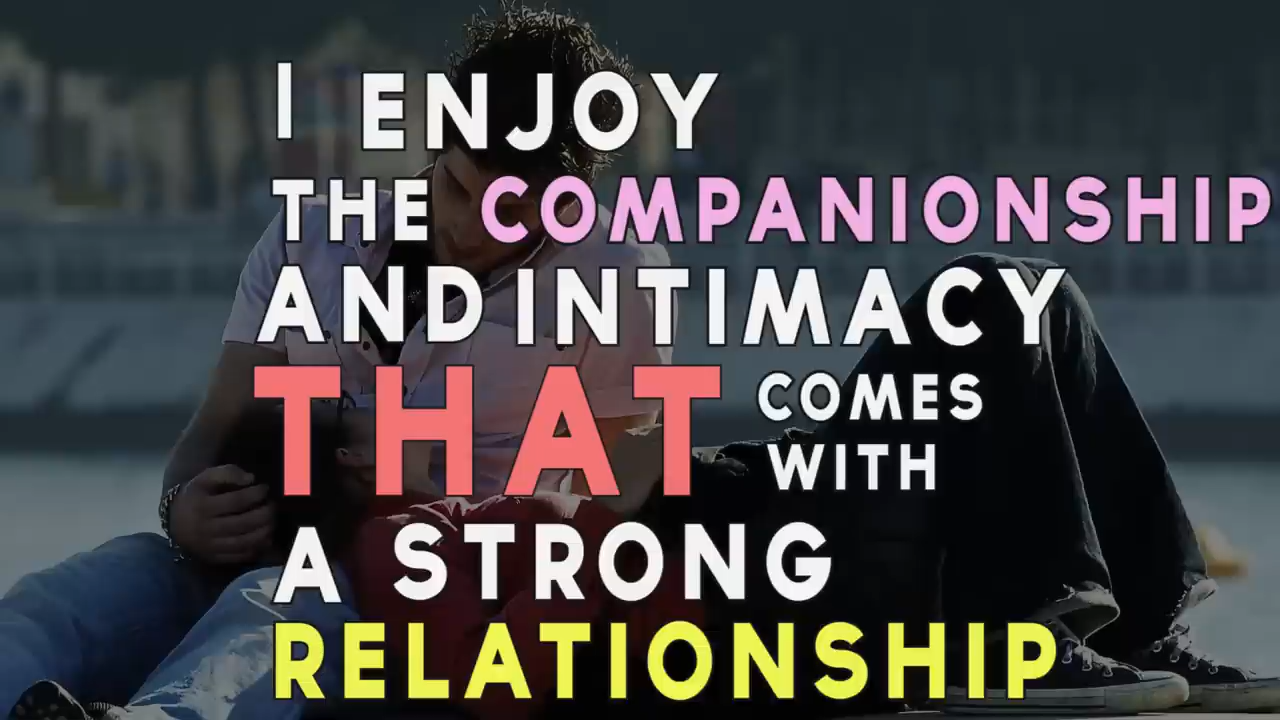 I ENJOY
THE COMPANIONSHIP
AND INTIMACY
THAT COMES
WITH
A STRONG
RELATIONSHIP